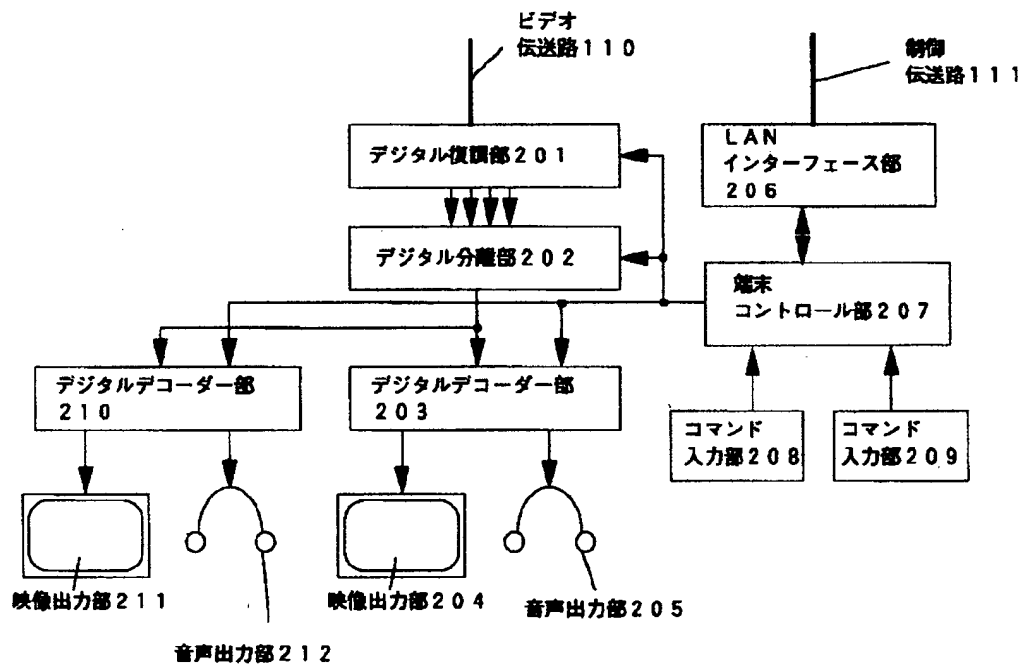 ビデオ
伝送路110
制御
伝送路111
デジタル復調部201
LAN
インターフェース部
206
デジタル分離部202
端末
コントロール部207
デジタルデコーダー部
210
デジタルデコーダー部
203
コマンド
入力部208
コマンド
入力部209
映像出力部211
映像出力部204
音声出力部205
音声出力部212